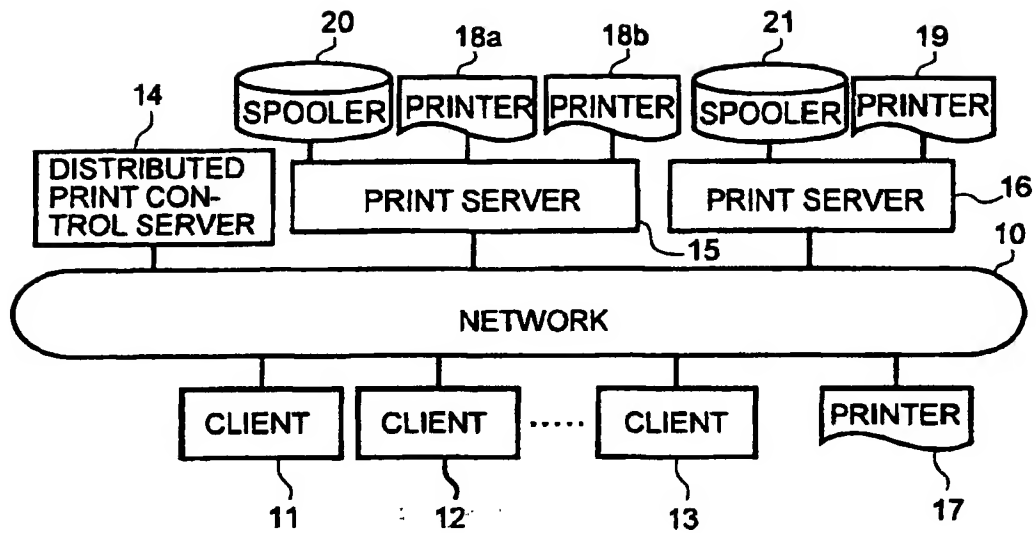 20 18a 18b 21 19
14
SPOOLER PRINTER PRINTER SPOOLER PRINTER
DISTRIBUTED
PRINT CON-
TROL SERVER
PRINT SERVER PRINT SERVER
16
15
10
NETWORK
CLIENT CLIENT ..... CLIENT PRINTER
11 12 13 17